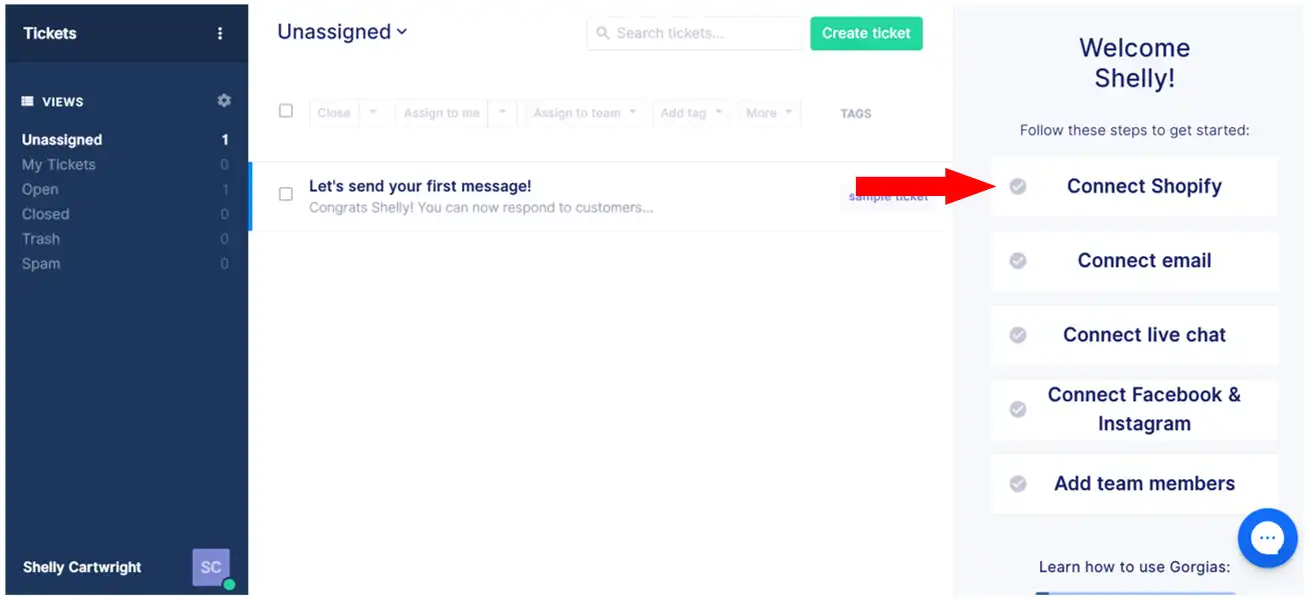 Tickets
VIEWS
Unassigned 1
My Tickets 0
Open 1
Closed 0
Trash 0
Spam 0
Shelly Cartwright SC
Unassigned
Search tickets...
Create ticket
Close Assign to me Assign to team Add tag More TAGS
Let's send your first message!
sample ticket
Congrats Shelly! You can now respond to customers...
Welcome
Shelly!
Follow these steps to get started:
Connect Shopify
Connect email
Connect live chat
Connect Facebook &
Instagram
Add team members
Learn how to use Gorgias: